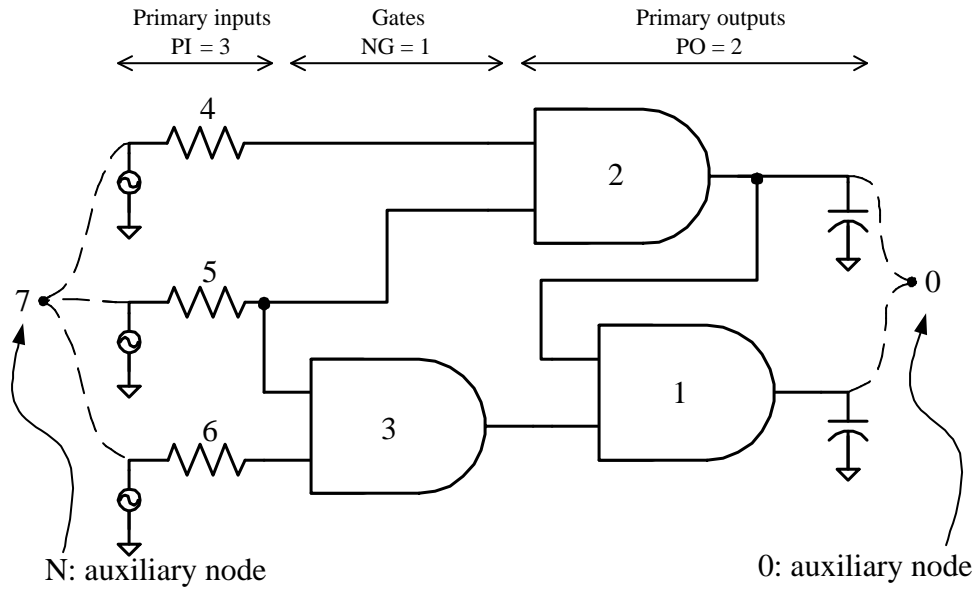 Primary inputs
PI = 3
Gates
NG = 1
Primary outputs
PO = 2
4
2
5
7
0
1
3
6
N: auxiliary node
0: auxiliary node